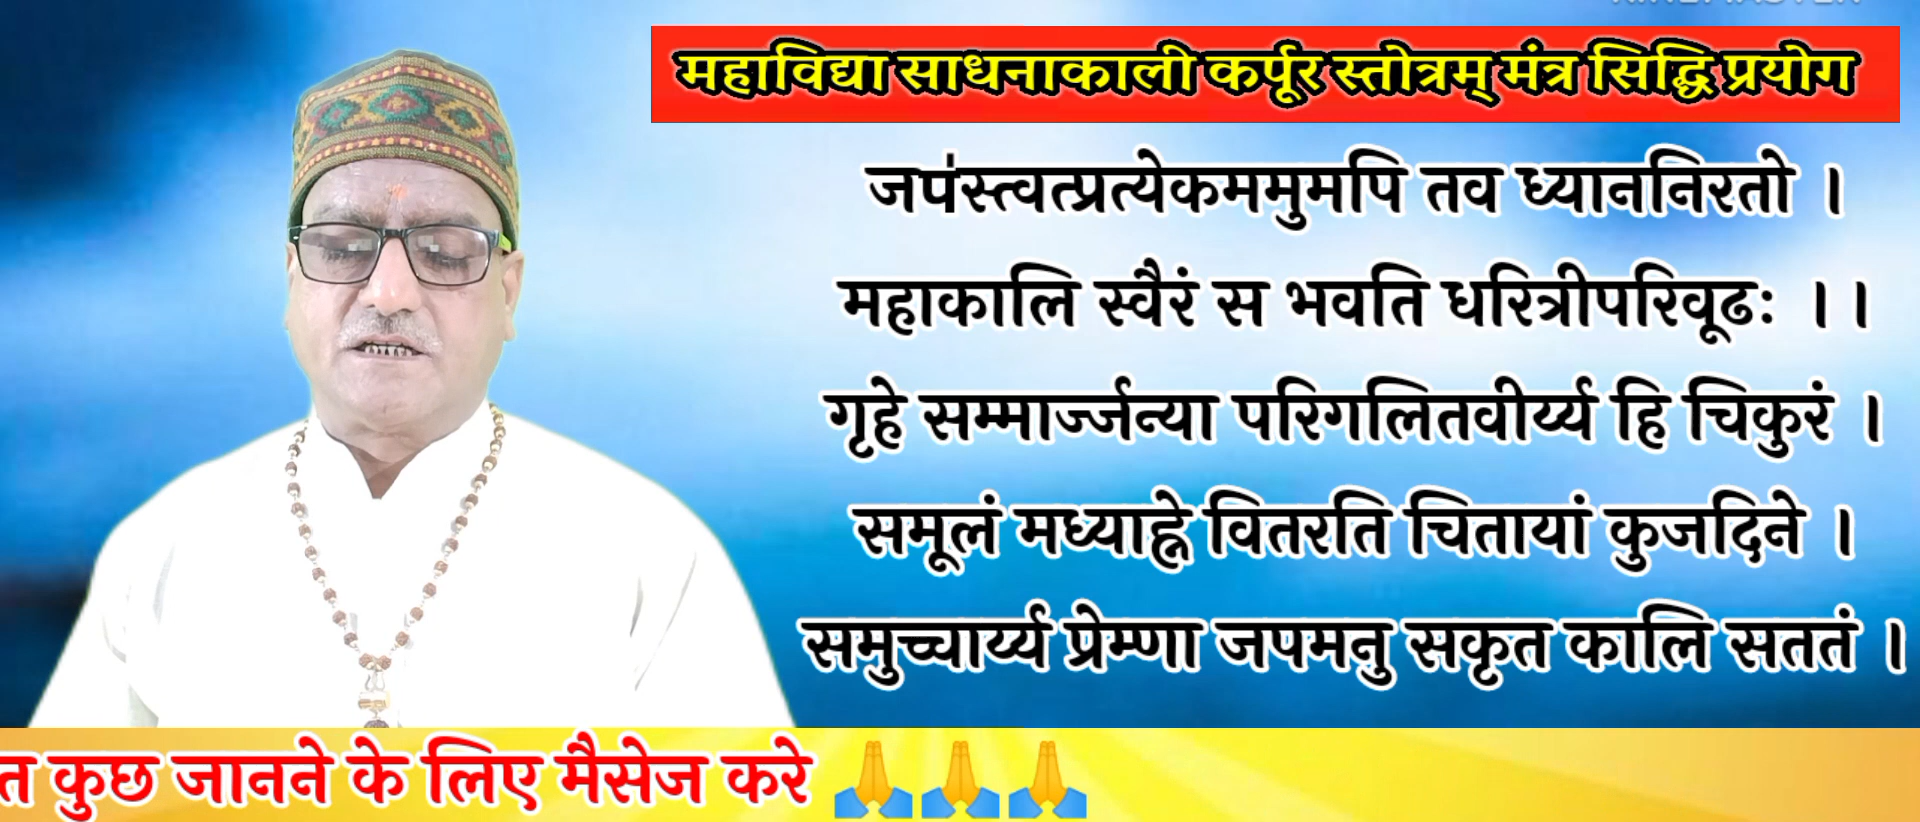 महाविद्या साधनाकाली कर्पूर स्तोत्रम् मंत्र सिद्धि प्रयोग
जपंस्त्वत्प्रत्येकममुमपि तव ध्याननिरतो ।
महाकालि स्वैरं स भवति धरित्रीपरिवूढः ।।
गृहे सम्मार्ज्जन्या परिगलितवीर्य्य हि चिकुरं ।
समूलं मध्याह्ने वितरति चितायां कुजदिने ।
समुच्चार्य्य प्रेम्णा जपमनु सकृत कालि सततं ।
त कुछ जानने के लिए मैसेज करे 🙏🙏🙏